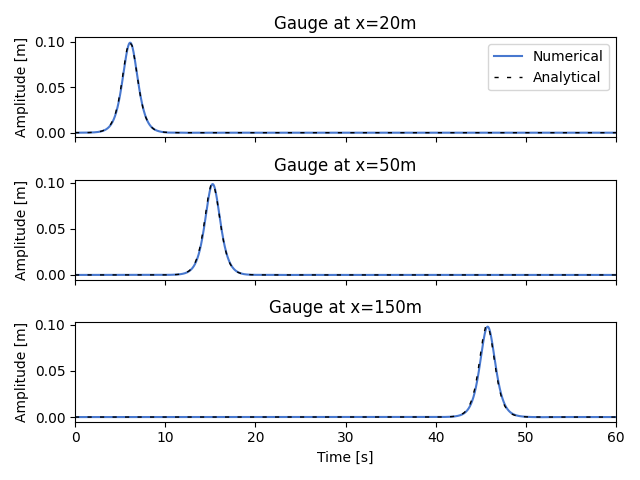 Gauge at x=20m
Amplitude [m]
0.10
0.05
0.00
Numerical
Analytical
Gauge at x=50m
Amplitude [m]
0.10
0.05
0.00
Gauge at x=150m
Amplitude [m]
0.10
0.05
0.00
0 10 20 30 40 50 60
Time [s]